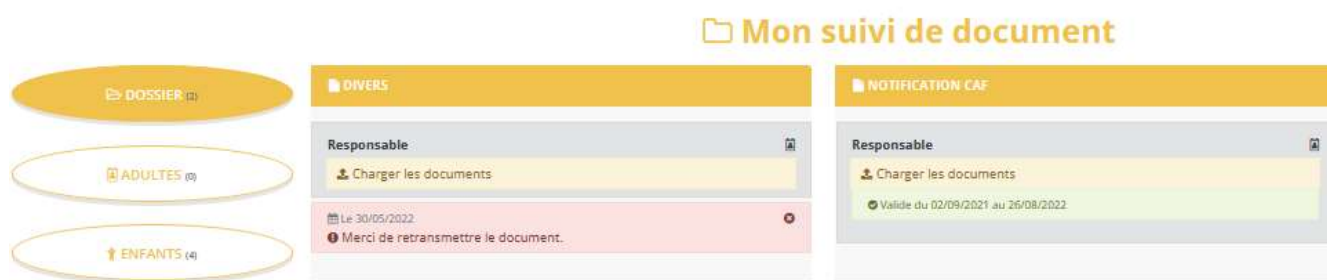 Mon suivi de document
DOSSIER (2)
ADULTES (0)
ENFANTS (4)
DIVERS
Responsable
Charger les documents
Le 30/05/2022
Merci de retransmettre le document.
NOTIFICATION CAF
Responsable
Charger les documents
Valide du 02/09/2021 au 26/08/2022